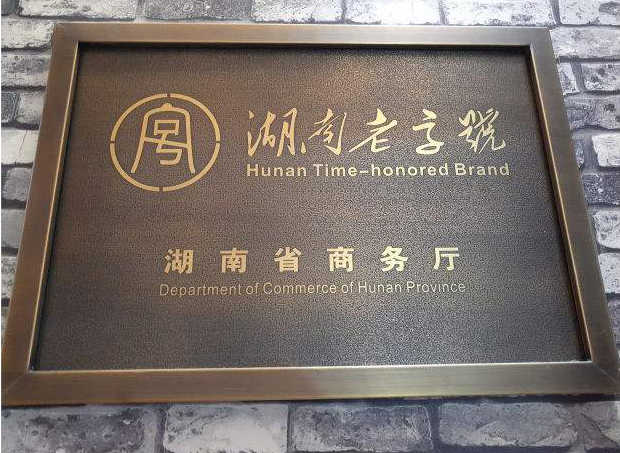 湖南老字號
Hunan Time-honored Brand
湖南省商务厅
Department of Commerce of Hunan Province